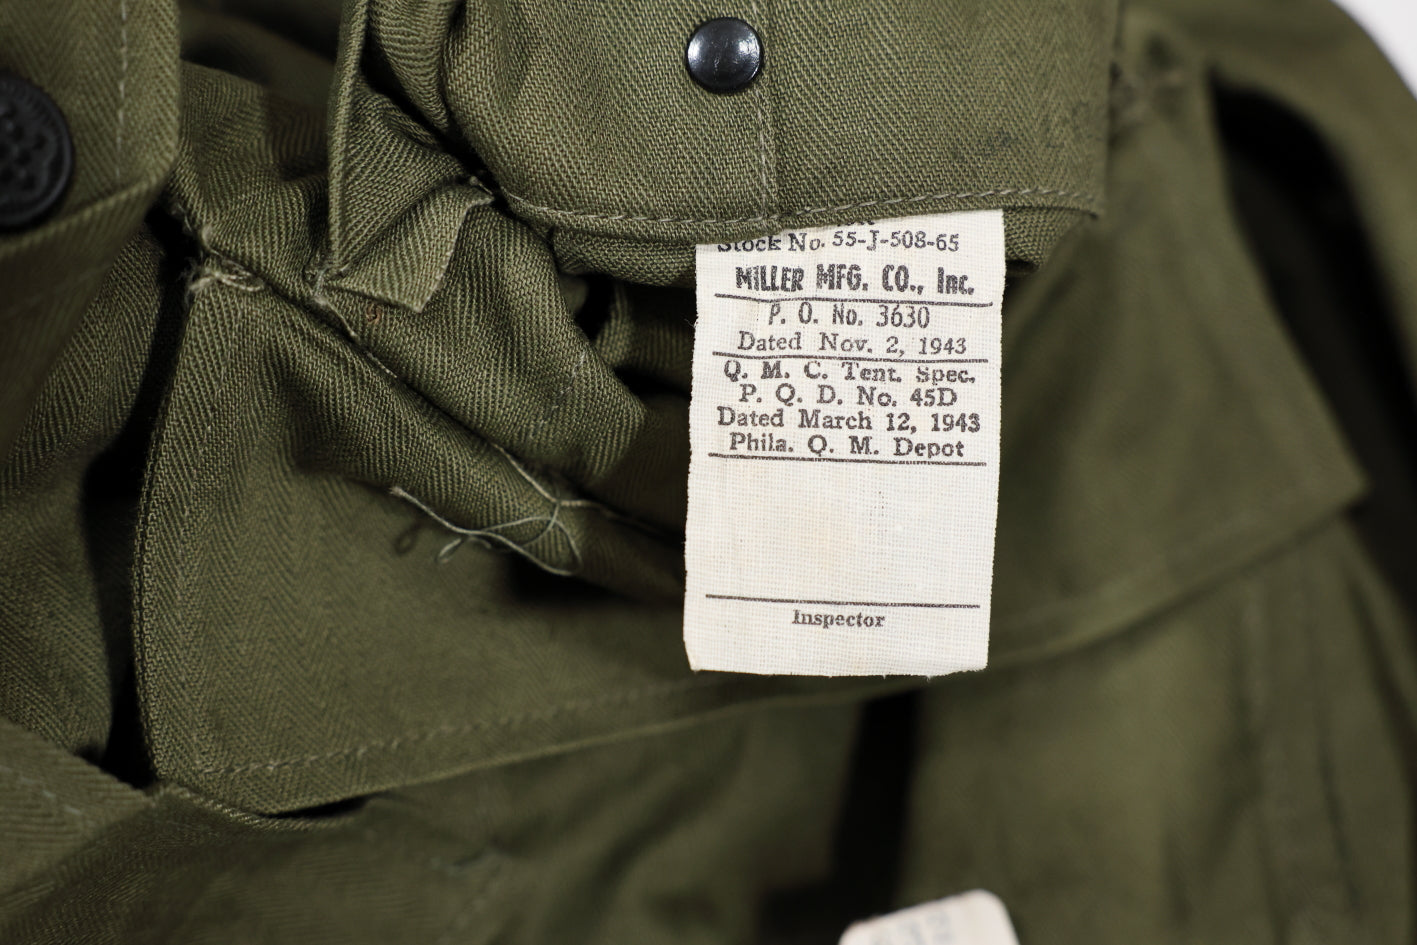 Stock No. 55-J-508-65
MILLER MFG. CO., Inc.
P. O. No. 3630
Dated Nov. 2, 1943
Q. M. C. Tent. Spec.
P. Q. D. No. 45D
Dated March 12, 1943
Phila. Q. M. Depot
Inspector